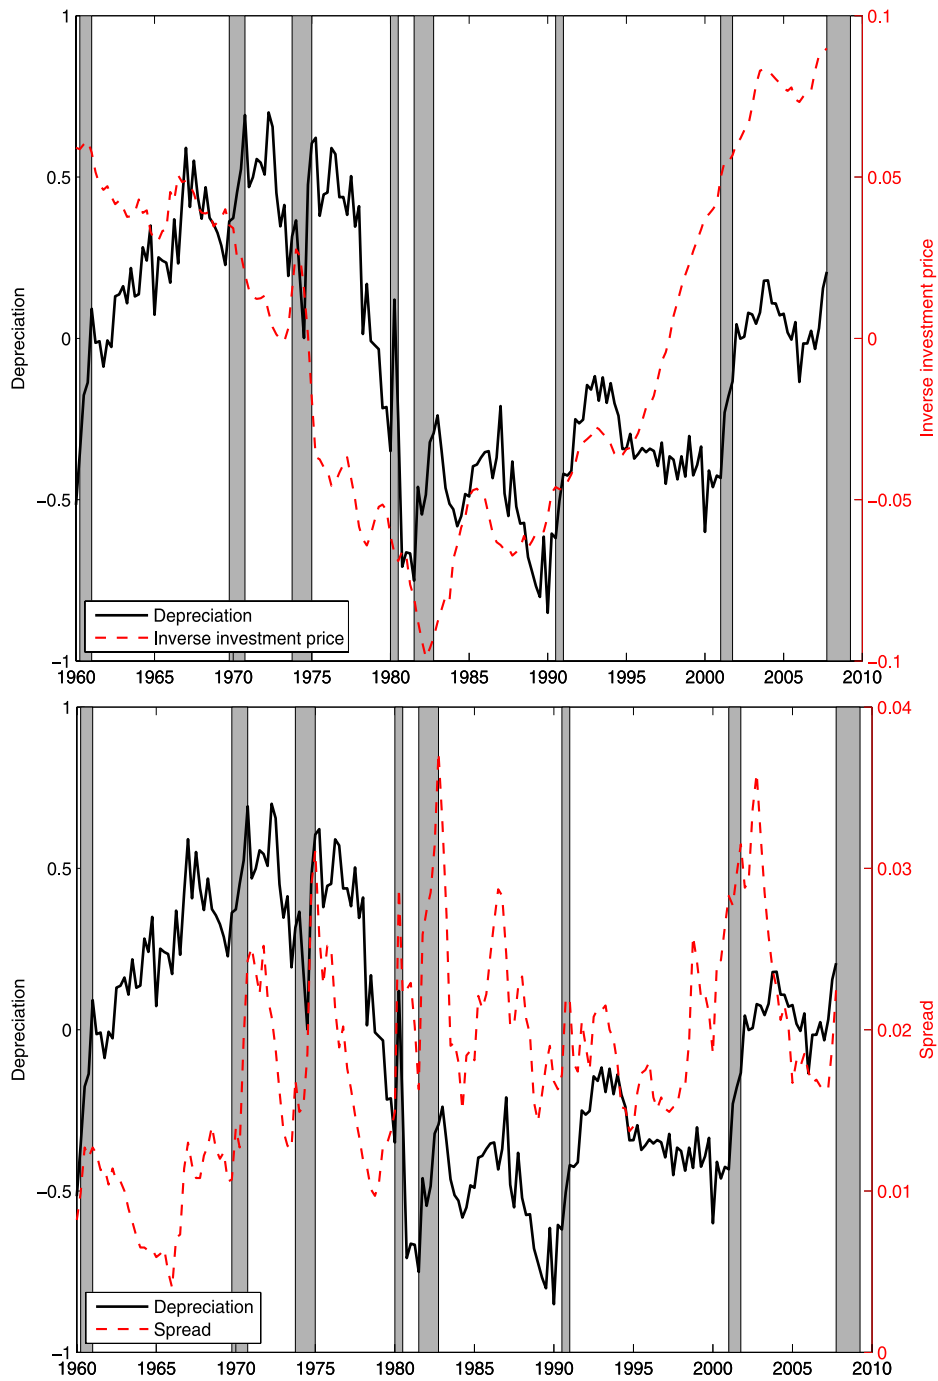 1
0.5
0
−0.5
−1
0.1
0.05
0
−0.05
−0.1
Depreciation
Inverse investment price
Depreciation
Inverse investment price
1960 1965 1970 1975 1980 1985 1990 1995 2000 2005 2010
1
0.5
0
−0.5
−1
0.04
0.03
0.02
0.01
0
Depreciation
Spread
Depreciation
Spread
1960 1965 1970 1975 1980 1985 1990 1995 2000 2005 2010